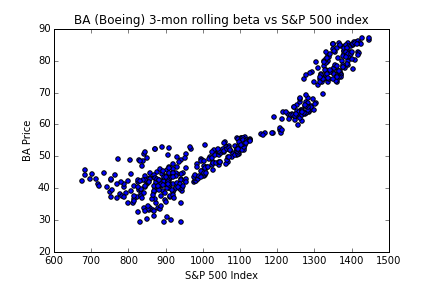 BA (Boeing) 3-mon rolling beta vs S&P 500 index
90
80
70
60
50
40
30
20
BA Price
600 700 800 900 1000 1100 1200 1300 1400 1500
S&P 500 Index